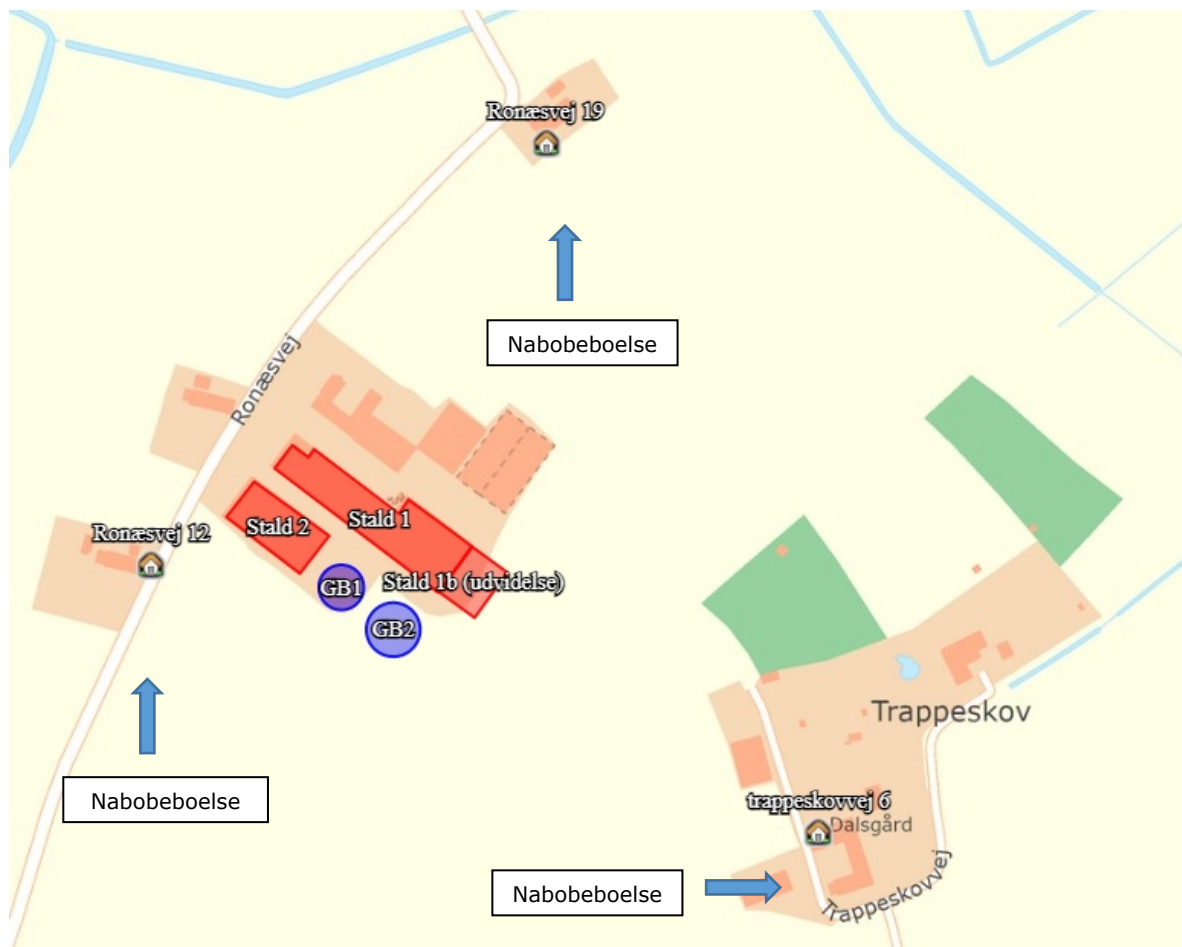 Ronæsvej 19
Nabobeboelse
Ronæsvej
Stald 1
Stald 2
Ronæsvej 12
Stald 1b (udvidelse)
GB1
GB2
Trappeskov
Nabobeboelse
trappeskovvej 6
Dalsgård
Nabobeboelse
Trappeskovvej